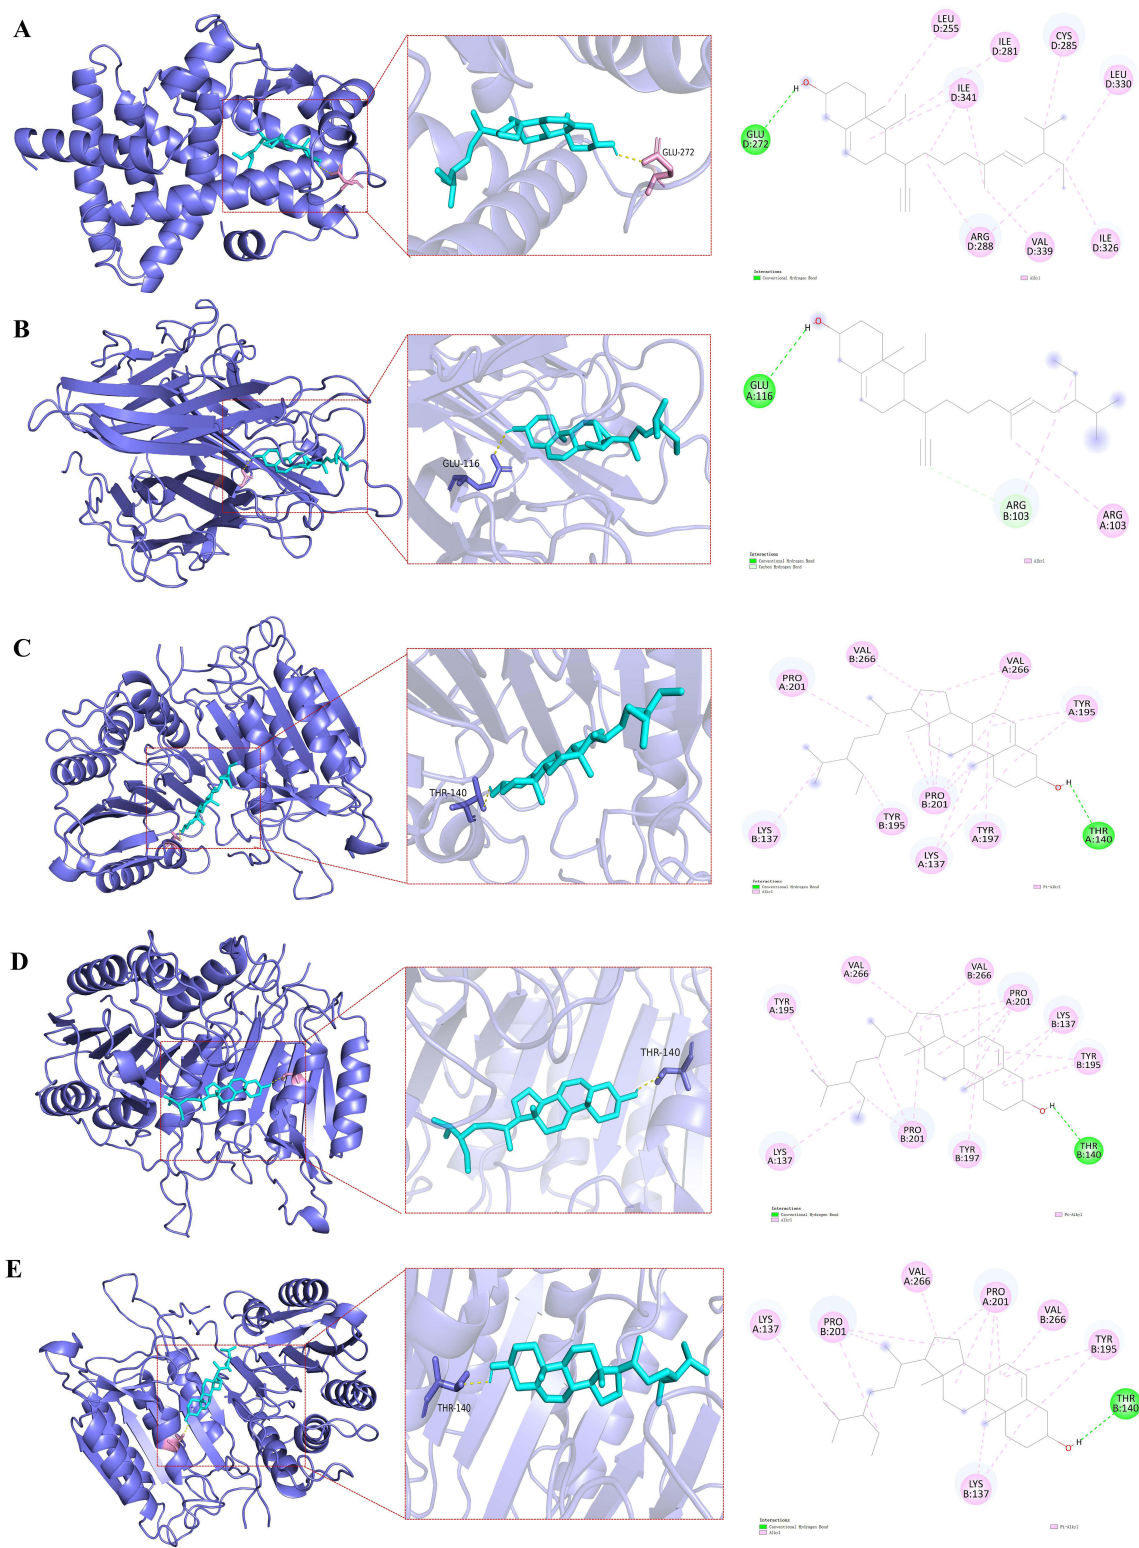 A
GLU-272
LEU
D:255
ILE
D:281
CYS
D:285
LEU
D:330
ILE
D:341
H
O
GLU
D:272
ARG
D:288
VAL
D:339
ILE
D:326
Interactions
Conventional Hydrogen Bond
Alkyl
B
GLU-116
H
O
GLU
A:116
ARG
B:103
ARG
A:103
Interactions
Conventional Hydrogen Bond
Carbon Hydrogen Bond
Alkyl
C
THR-140
VAL
B:266
VAL
A:266
PRO
A:201
TYR
A:195
PRO
B:201
H
O
LYS
B:137
TYR
B:195
TYR
A:197
THR
A:140
LYS
A:137
Interactions
Conventional Hydrogen Bond
Alkyl
Pi-Alkyl
D
THR-140
VAL
A:266
VAL
B:266
PRO
A:201
TYR
A:195
LYS
B:137
TYR
B:195
H
O
PRO
B:201
LYS
A:137
TYR
B:197
THR
B:140
Interactions
Conventional Hydrogen Bond
Alkyl
Pi-Alkyl
E
THR-140
VAL
A:266
PRO
A:201
LYS
A:137
PRO
B:201
VAL
B:266
TYR
B:195
THR
B:140
O
H
LYS
B:137
Interactions
Conventional Hydrogen Bond
Alkyl
Pi-Alkyl